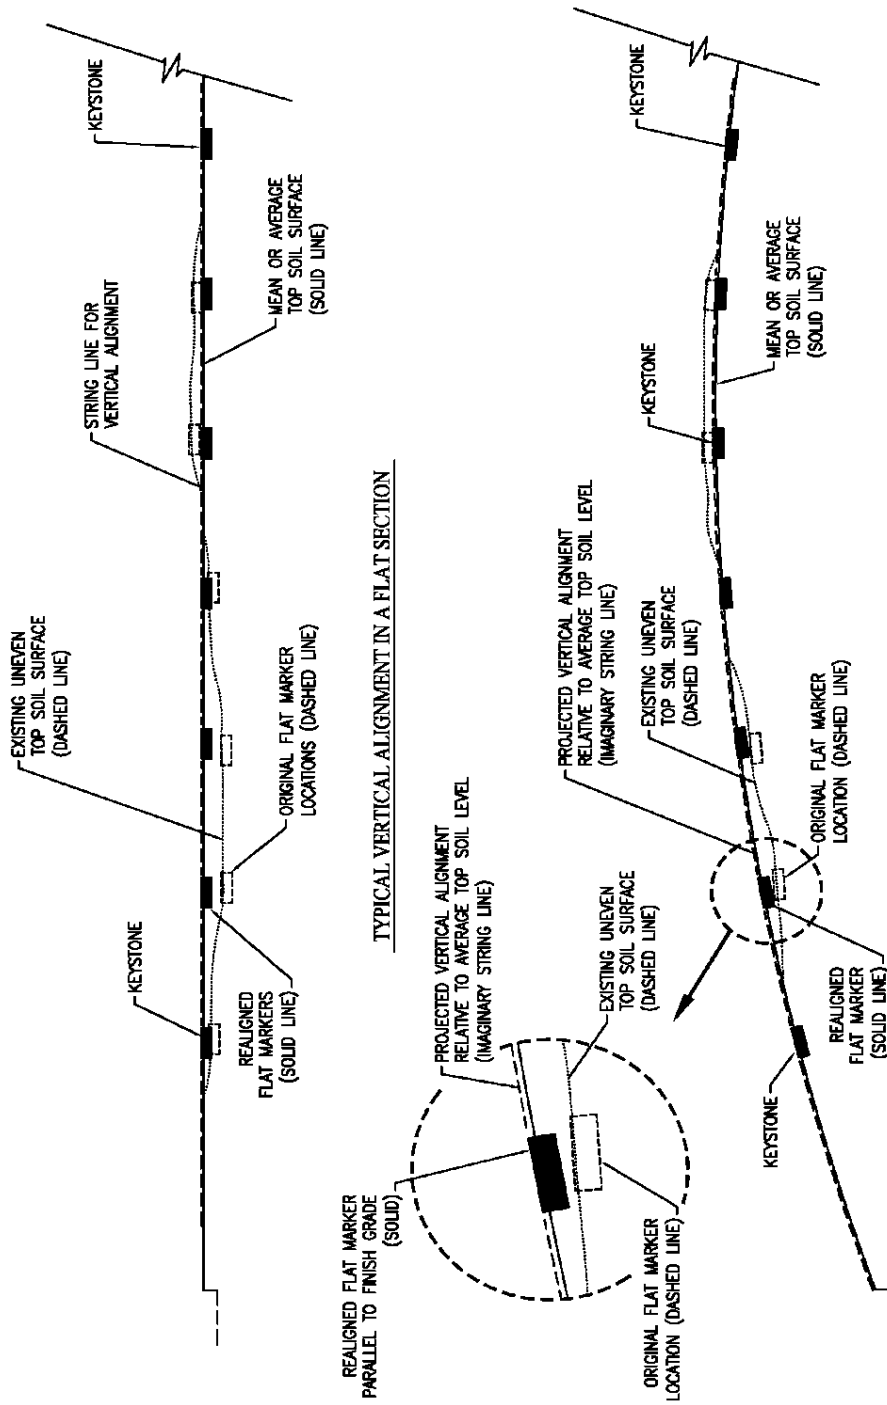 KEYSTONE
EXISTING UNEVEN
TOP SOIL SURFACE
(DASHED LINE)
STRING LINE FOR
VERTICAL ALIGNMENT
KEYSTONE
REALIGNED
FLAT MARKERS
(SOLID LINE)
ORIGINAL FLAT MARKER
LOCATIONS (DASHED LINE)
MEAN OR AVERAGE
TOP SOIL SURFACE
(SOLID LINE)
TYPICAL VERTICAL ALIGNMENT IN A FLAT SECTION
REALIGNED FLAT MARKER
PARALLEL TO FINISH GRADE
(SOLID)
PROJECTED VERTICAL ALIGNMENT
RELATIVE TO AVERAGE TOP SOIL LEVEL
(IMAGINARY STRING LINE)
EXISTING UNEVEN
TOP SOIL SURFACE
(DASHED LINE)
ORIGINAL FLAT MARKER
LOCATION (DASHED LINE)
PROJECTED VERTICAL ALIGNMENT
RELATIVE TO AVERAGE TOP SOIL LEVEL
(IMAGINARY STRING LINE)
EXISTING UNEVEN
TOP SOIL SURFACE
(DASHED LINE)
KEYSTONE
KEYSTONE
KEYSTONE
REALIGNED
FLAT MARKER
(SOLID LINE)
ORIGINAL FLAT MARKER
LOCATION (DASHED LINE)
MEAN OR AVERAGE
TOP SOIL SURFACE
(SOLID LINE)